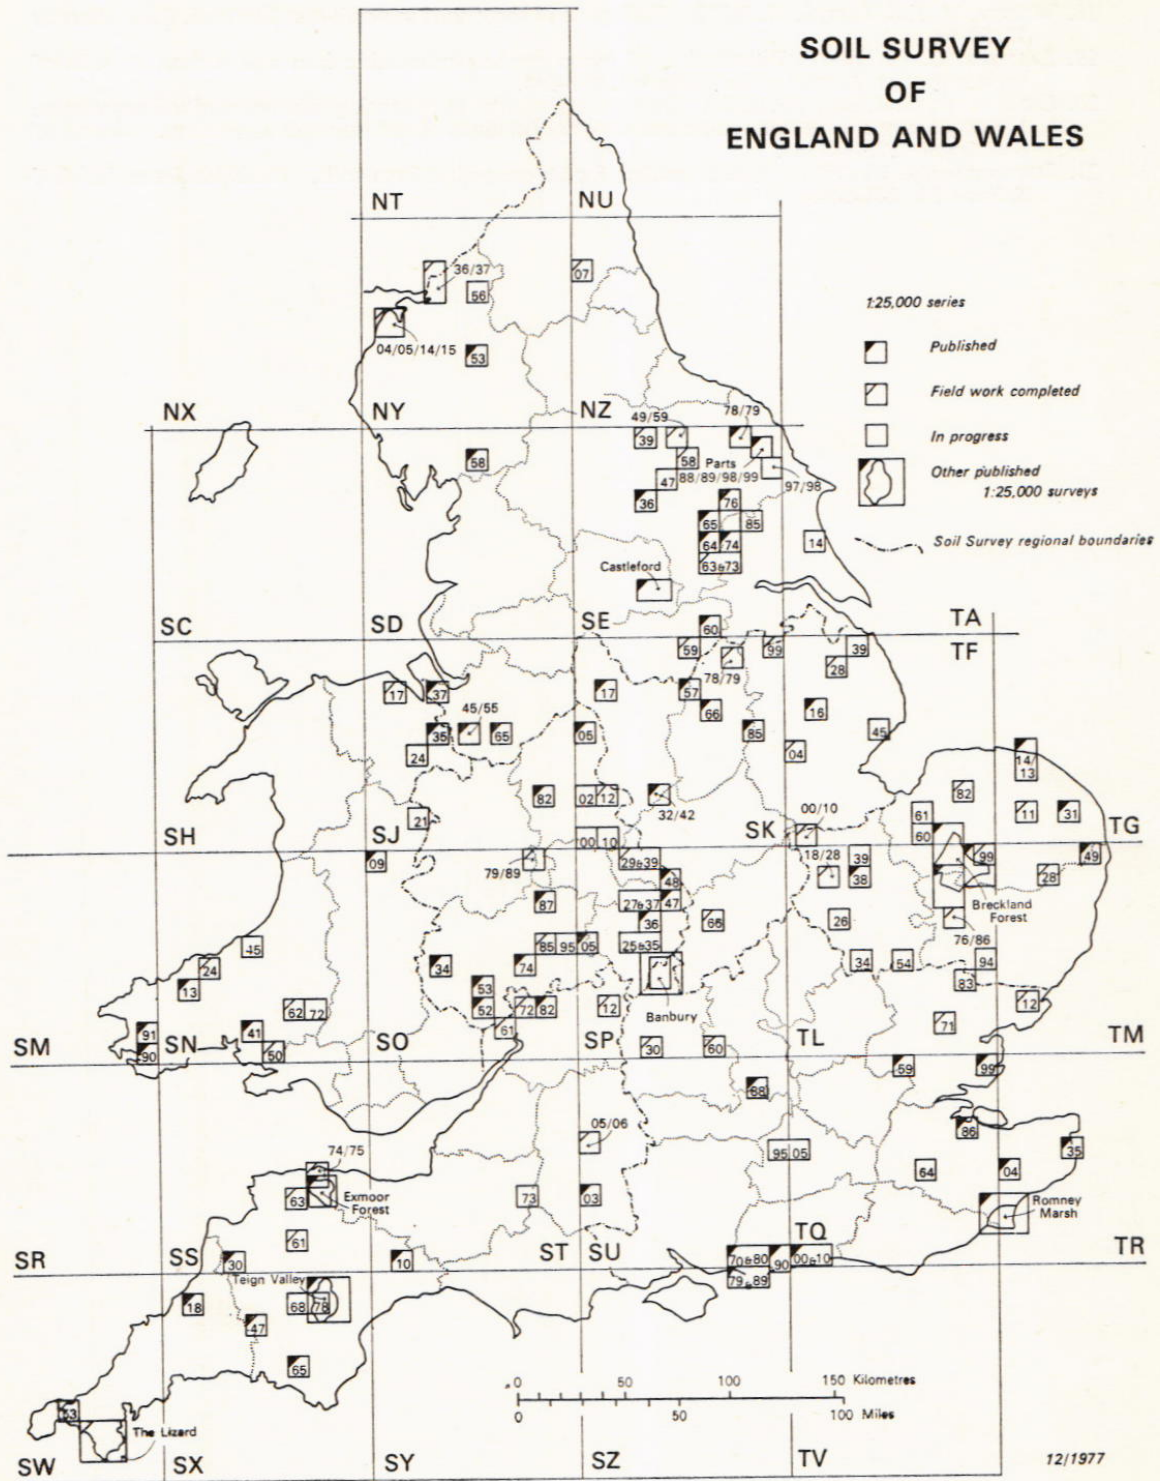 SOIL SURVEY
OF
ENGLAND AND WALES
NT
NU
36/37
07
56
1:25,000 series
04/05/14/15
Published
53
Field work completed
NX
NY
NZ
49/59
78/79
In progress
39
58
58
Parts
88/89/98/99
47
97/98
Other published
1:25,000 surveys
36
76
65
85
Soil Survey regional boundaries
64
74
14
63&73
Castleford
SC
SD
SE
60
TA
59
99
39
TF
78/79
28
17
37
17
57
66
16
45/55
35
65
05
85
45
24
04
14/
13
82
02
12
32/42
82
00/10
61
11
31
21
SH
SJ
00
10
SK
60
TG
09
79/89
29&39
18/28
39
99
49
48
38
28
87
27&37
47
Breckland
Forest
36
66
26
76/86
45
85
95
05
25&35
34
54
94
24
34
74
83
13
53
Banbury
62
72
52
72
82
12
12
61
71
91
41
SM
90
SN
50
SO
SP
30
60
TL
TM
59
99
68
05/06
86
74/75
95
05
35
64
04
63
Exmoor
Forest
73
03
Romney
Marsh
61
TQ
SR
SS
30
10
ST
SU
70&80
90
00&10
TR
Teign Valley
79&89
18
68
78
47
65
0 50 100 150 Kilometres
0 50 100 Miles
53
The Lizard
SW
SX
SY
SZ
TV
12/1977